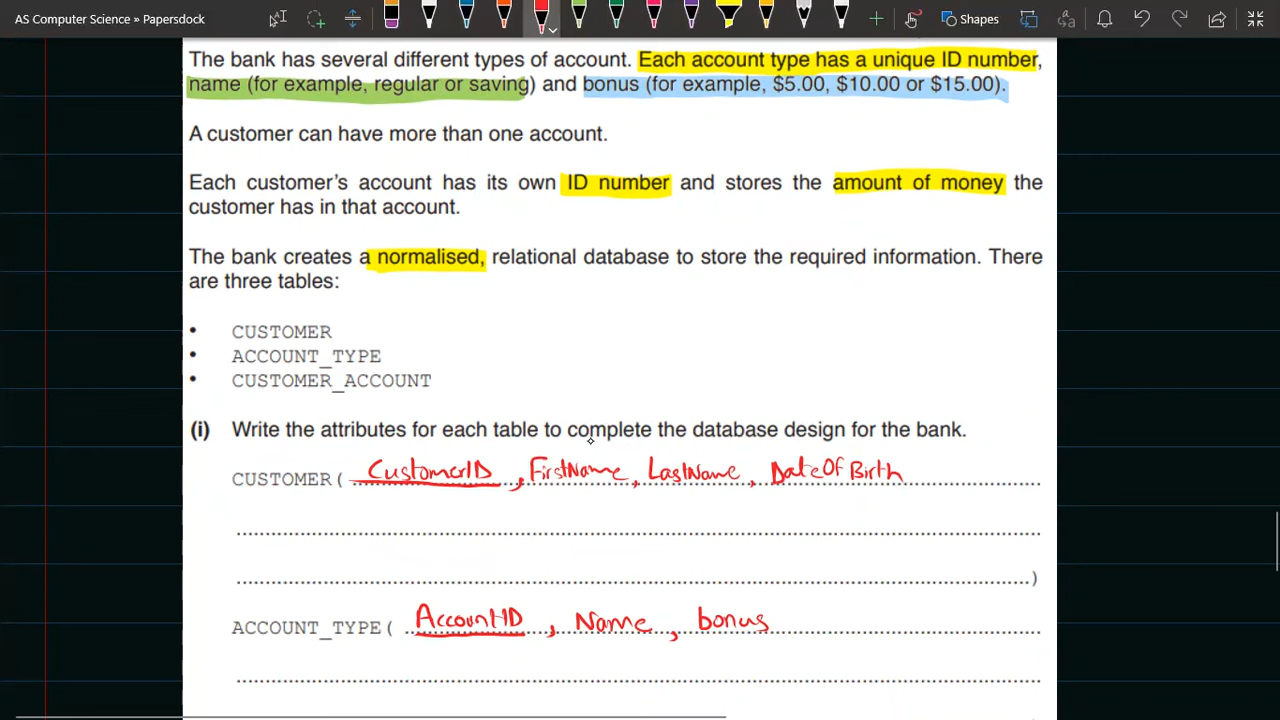 AS Computer Science » Papersdock
Shapes
The bank has several different types of account. Each account type has a unique ID number,
name (for example, regular or saving) and bonus (for example, $5.00, $10.00 or $15.00).
A customer can have more than one account.
Each customer's account has its own ID number and stores the amount of money the
customer has in that account.
The bank creates a normalised, relational database to store the required information. There
are three tables:
• CUSTOMER
• ACCOUNT_TYPE
• CUSTOMER_ACCOUNT
(i) Write the attributes for each table to complete the database design for the bank.
CUSTOMER( CustomerID , FirstName , LastName , DateOfBirth
)
ACCOUNT_TYPE( AccountID , Name , bonus